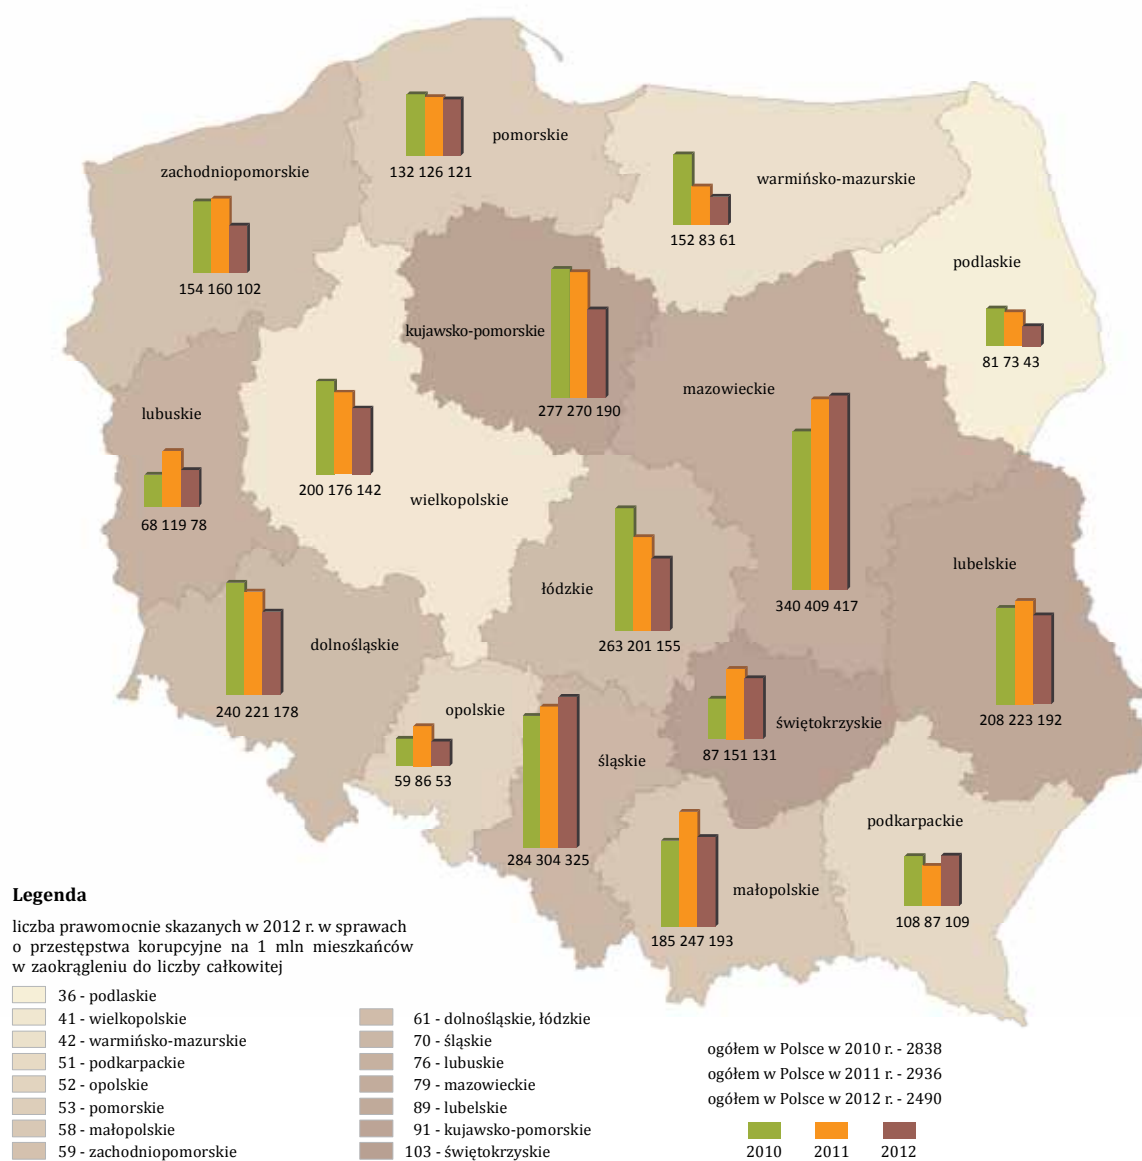 pomorskie
132 126 121
zachodniopomorskie
154 160 102
warmińsko-mazurskie
152 83 61
podlaskie
81 73 43
kujawsko-pomorskie
277 270 190
mazowieckie
340 409 417
lubuskie
68 119 78
wielkopolskie
200 176 142
łódzkie
263 201 155
lubelskie
208 223 192
dolnośląskie
240 221 178
opolskie
59 86 53
śląskie
284 304 325
świętokrzyskie
87 151 131
małopolskie
185 247 193
podkarpackie
108 87 109
Legenda
liczba prawomocnie skazanych w 2012 r. w sprawach
o przestępstwa korupcyjne na 1 mln mieszkańców
w zaokrągleniu do liczby całkowitej
36 - podlaskie
41 - wielkopolskie
42 - warmińsko-mazurskie
51 - podkarpackie
52 - opolskie
53 - pomorskie
58 - małopolskie
59 - zachodniopomorskie
61 - dolnośląskie, łódzkie
70 - śląskie
76 - lubuskie
79 - mazowieckie
89 - lubelskie
91 - kujawsko-pomorskie
103 - świętokrzyskie
ogółem w Polsce w 2010 r. - 2838
ogółem w Polsce w 2011 r. - 2936
ogółem w Polsce w 2012 r. - 2490
2010 2011 2012